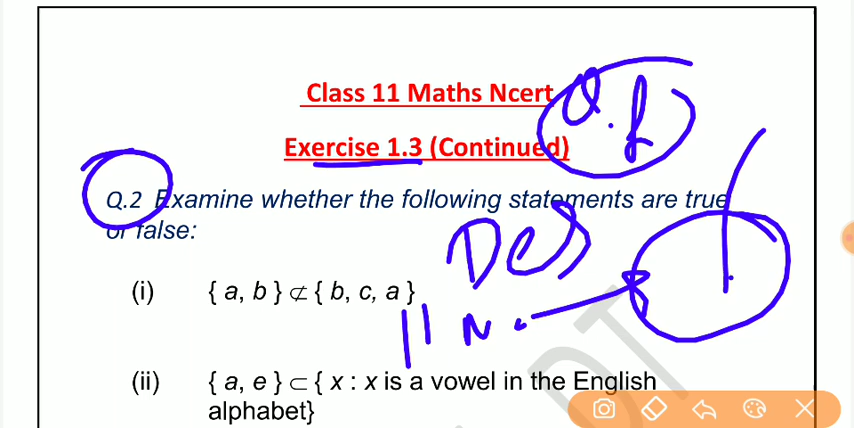 Class 11 Maths Ncert
Exercise 1.3 (Continued)
Q.2 Examine whether the following statements are true
or false:
(i) { a, b } ⊄ { b, c, a }
(ii) { a, e } ⊂ { x : x is a vowel in the English
alphabet}